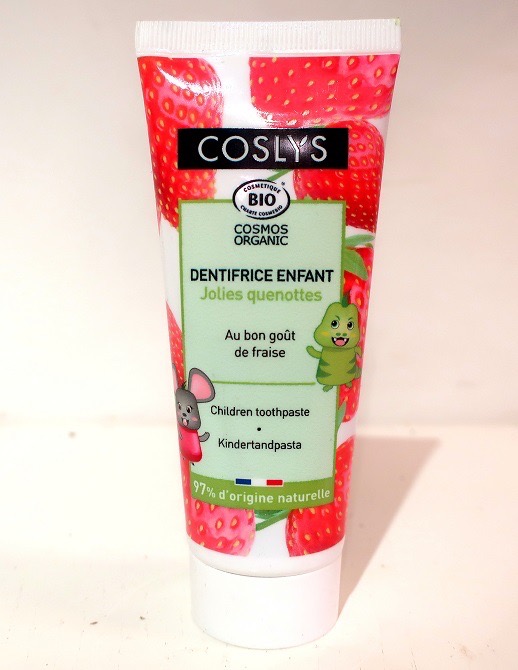 COSLYS
COSMÉTIQUE
BIO
CHARTE COSMEBIO
COSMOS
ORGANIC
DENTIFRICE ENFANT
Jolies quenottes
Au bon goût
de fraise
Children toothpaste
•
Kindertandpasta
97% d'origine naturelle